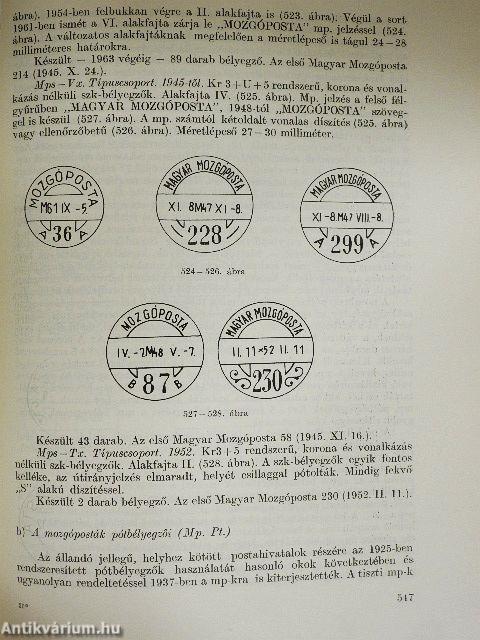 ábra). 1954-ben felbukkan végre a II. alakfajta is (523. ábra). Végül a sort
1961-ben ismét a VI. alakfajta zárja le „MOZGÓPOSTA” mp. jelzéssel (524.
ábra). A változatos alakfajtáknak megfelelően a méretlépcső is tágul 24—28
milliméteres határokra.
Készült — 1963 végéig — 89 darab bélyegző. Az első Magyar Mozgóposta
214 (1945. X. 24.).
Mps—Vx. Típuscsoport. 1945-től. Kr 3+U+5 rendszerű, korona és vonal-
kázás nélküli szk-bélyegzők. Alakfajta IV. (525. ábra). Mp. jelzés a felső fél-
gyűrűben „MAGYAR MOZGÓPOSTA”, 1948-tól „MOZGÓPOSTA” szöveg-
gel is készül (527. ábra). A mp. számtól kétoldalt vonalas díszítés (525. ábra)
vagy ellenőrzőbetű (526. ábra). Méretlépcső 27—30 milliméter.
MOZGÓPOSTA
M61 IX -5.
A 36 A
MAGYAR MOZGÓPOSTA
XI. 8M47 XI -8.
228
MAGYAR MOZGÓPOSTA
XI -8.M47 VIII.-8.
A 299 A
524—526. ábra
MOZGÓPOSTA
IV. -7.M48 V. -7.
B 87 B
MAGYAR MOZGÓPOSTA
II. 11*52 II. 11
230
527—528. ábra
Készült 43 darab. Az első Magyar Mozgóposta 58 (1945. XI. 16.).
Mps—Tx. Típuscsoport. 1952. Kr3+5 rendszerű, korona és vonalkázás
nélküli szk-bélyegzők. Alakfajta II. (528. ábra). A szk-bélyegzők egyik fontos
kelléke, az útirányjelzés elmaradt, helyét csillaggal pótolták. Mindig fekvő
„S” alakú díszítéssel.
Készült 2 darab bélyegző. Az első Magyar Mozgóposta 230 (1952. II. 11.).
b) A mozgóposták pótbélyegzői (Mp. Pt.)
Az állandó jellegű, helyhez kötött postahivatalok részére az 1925-ben
rendszeresített pótbélyegzők használatát hasonló okok következtében és
ugyanolyan rendeltetéssel 1937-ben a mp-kra is kiterjesztették. A tiszti mp-k
547
Antikvárium.hu